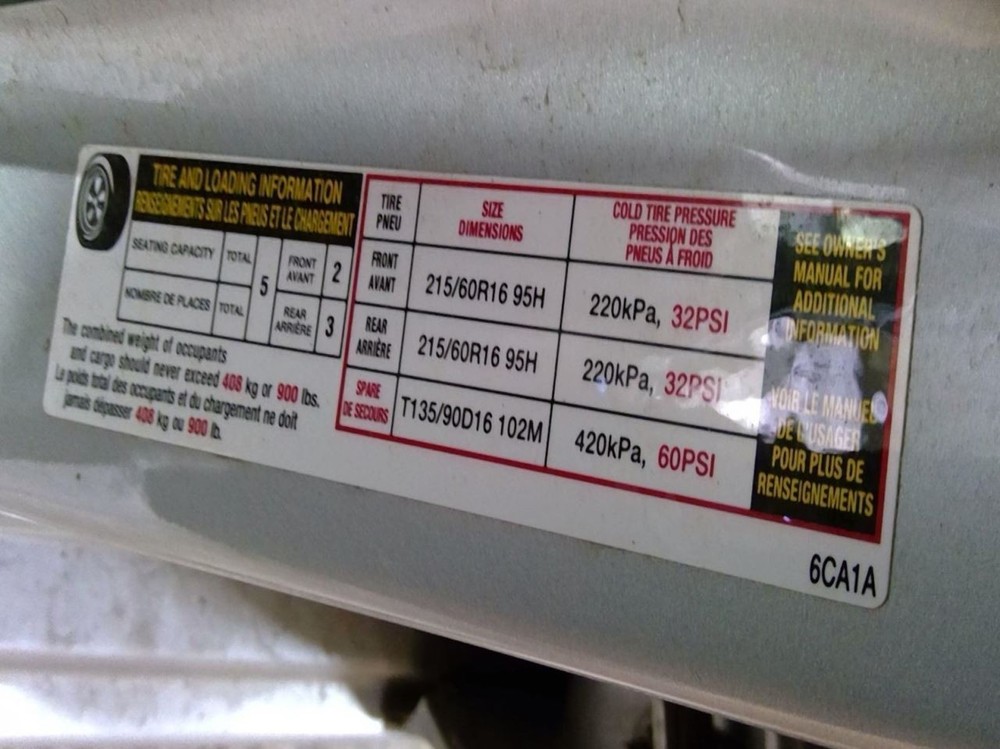 TIRE AND LOADING INFORMATION
RENSEIGNEMENTS SUR LES PNEUS ET LE CHARGEMENT
SEATING CAPACITY TOTAL 5 FRONT AVANT 2
NOMBRE DE PLACES TOTAL REAR ARRIÈRE 3
The combined weight of occupants
and cargo should never exceed 408 kg or 900 lbs.
Le poids total des occupants et du chargement ne doit
jamais dépasser 408 kg ou 900 lb.
TIRE PNEU SIZE DIMENSIONS COLD TIRE PRESSURE PRESSION DES PNEUS À FROID
FRONT AVANT 215/60R16 95H 220kPa, 32PSI
REAR ARRIÈRE 215/60R16 95H 220kPa, 32PSI
SPARE DE SECOURS T135/90D16 102M 420kPa, 60PSI
SEE OWNER'S
MANUAL FOR
ADDITIONAL
INFORMATION
VOIR LE MANUEL
DE L'USAGER
POUR PLUS DE
RENSEIGNEMENTS
6CA1A